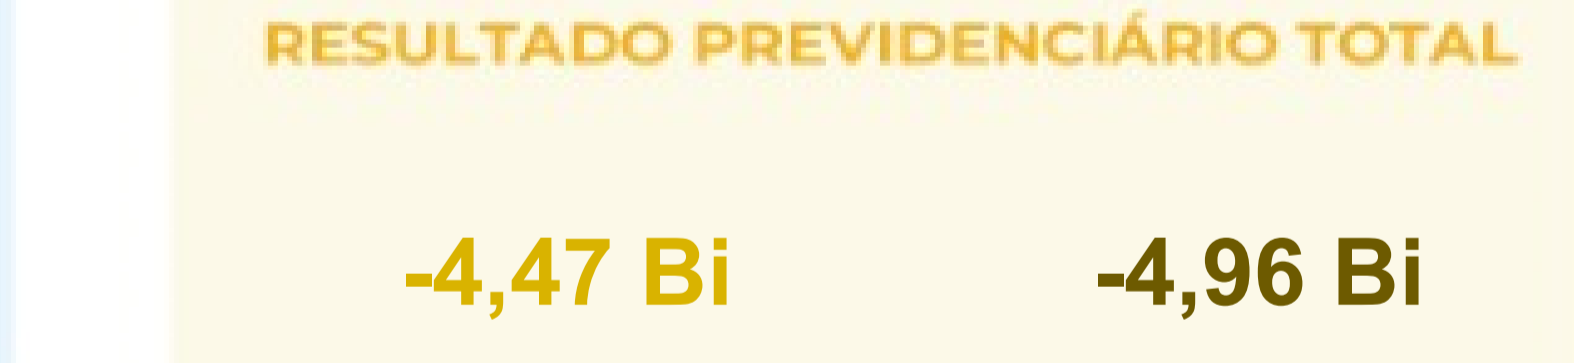 RESULTADO PREVIDENCIÁRIO TOTAL
-4,47 Bi -4,96 Bi